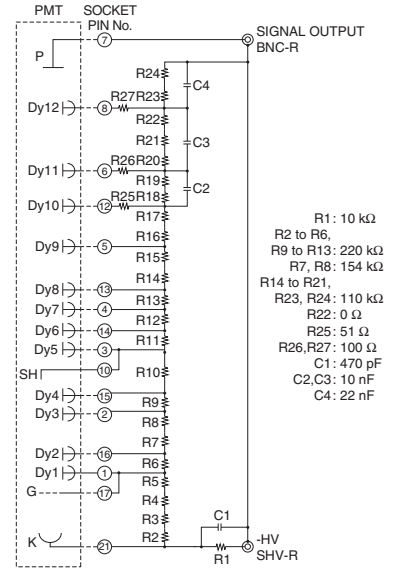 PMT
SOCKET
PIN No.
SIGNAL OUTPUT
BNC-R
7
P
R24
C4
R27R23
Dy12
8
R22
R21
C3
R26R20
Dy11
6
R19
C2
R25R18
Dy10
12
R17
R16
Dy9
5
R15
R14
Dy8
13
R13
Dy7
4
R12
Dy6
14
R11
Dy5
3
10
SH
R10
Dy4
15
R9
Dy3
2
R8
R7
Dy2
16
R6
Dy1
1
R5
G
17
R4
R3
C1
R2
K
21
R1
-HV
SHV-R
R1: 10 kΩ
R2 to R6,
R9 to R13: 220 kΩ
R7, R8: 154 kΩ
R14 to R21,
R23, R24: 110 kΩ
R22: 0 Ω
R25: 51 Ω
R26,R27: 100 Ω
C1: 470 pF
C2,C3: 10 nF
C4: 22 nF